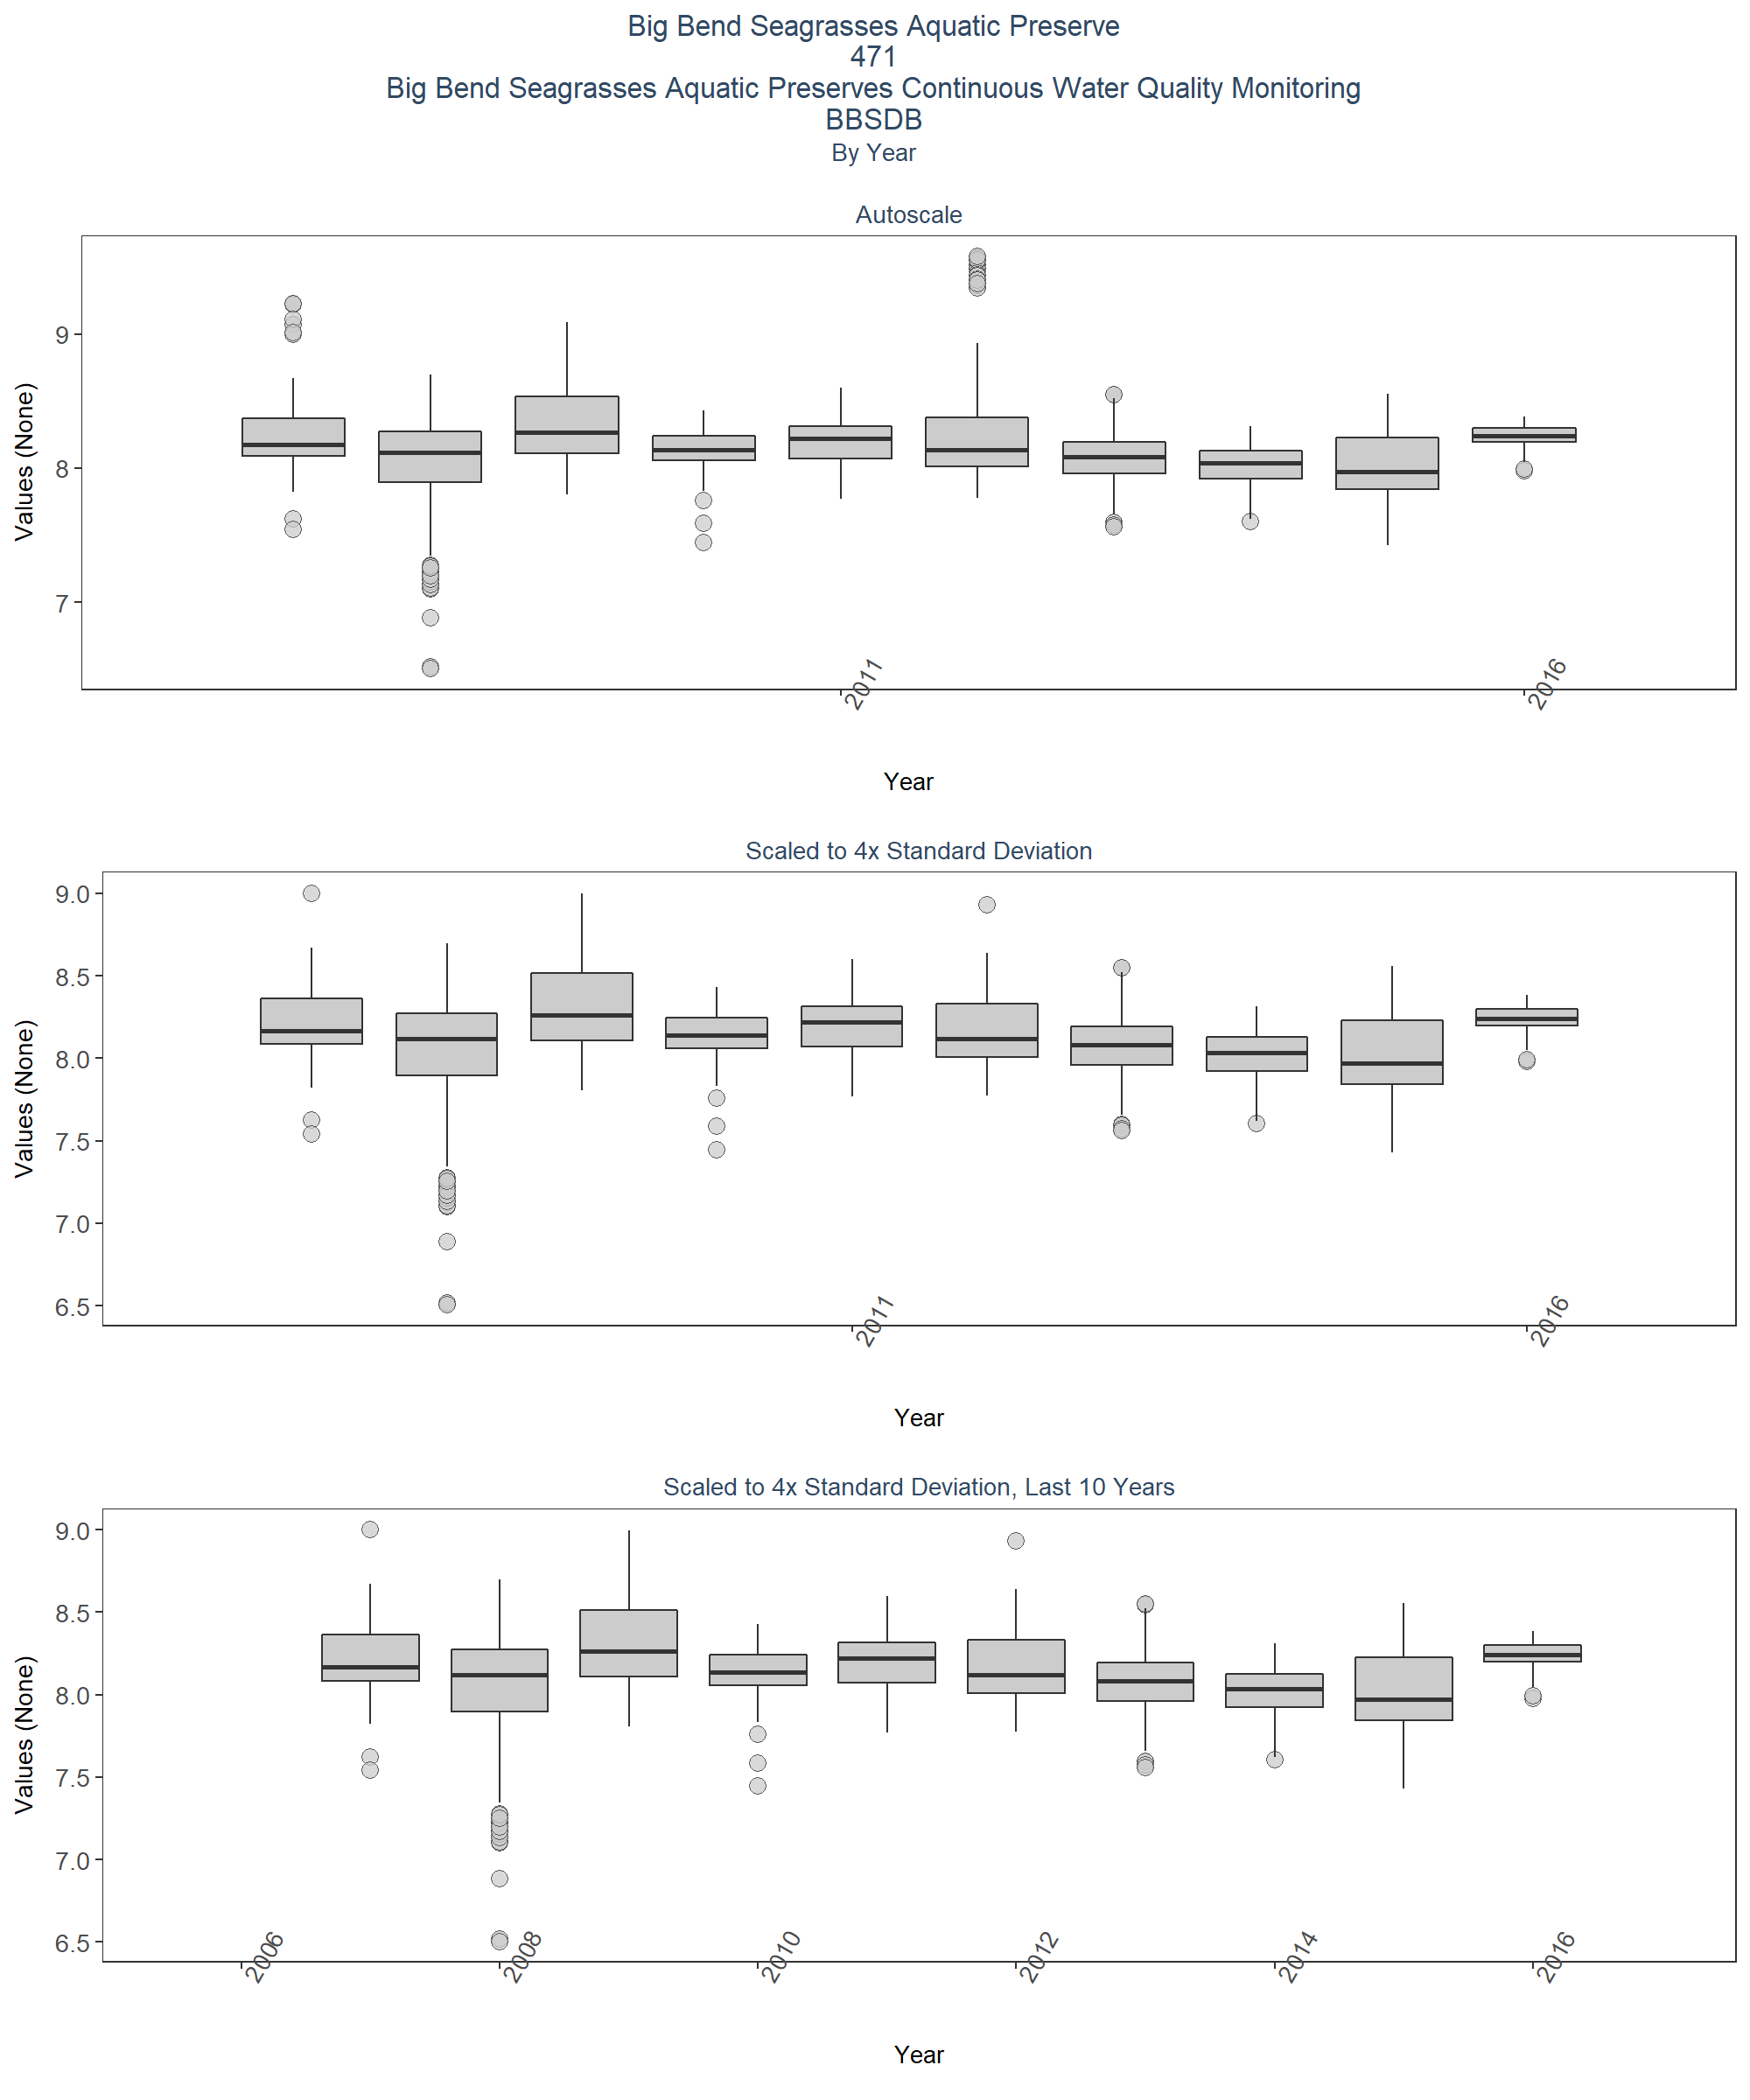 Big Bend Seagrasses Aquatic Preserve
471
Big Bend Seagrasses Aquatic Preserves Continuous Water Quality Monitoring
BBSDB
By Year
Autoscale
Values (None)
9
8
7
2011
2016
Year
Scaled to 4x Standard Deviation
Values (None)
9.0
8.5
8.0
7.5
7.0
6.5
2011
2016
Year
Scaled to 4x Standard Deviation, Last 10 Years
Values (None)
9.0
8.5
8.0
7.5
7.0
6.5
2006
2008
2010
2012
2014
2016
Year